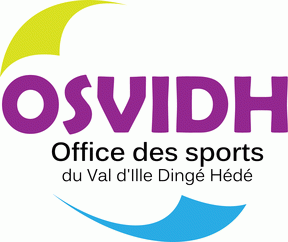 OSVIDH
Office des sports
du Val d'Ille Dingé Hédé